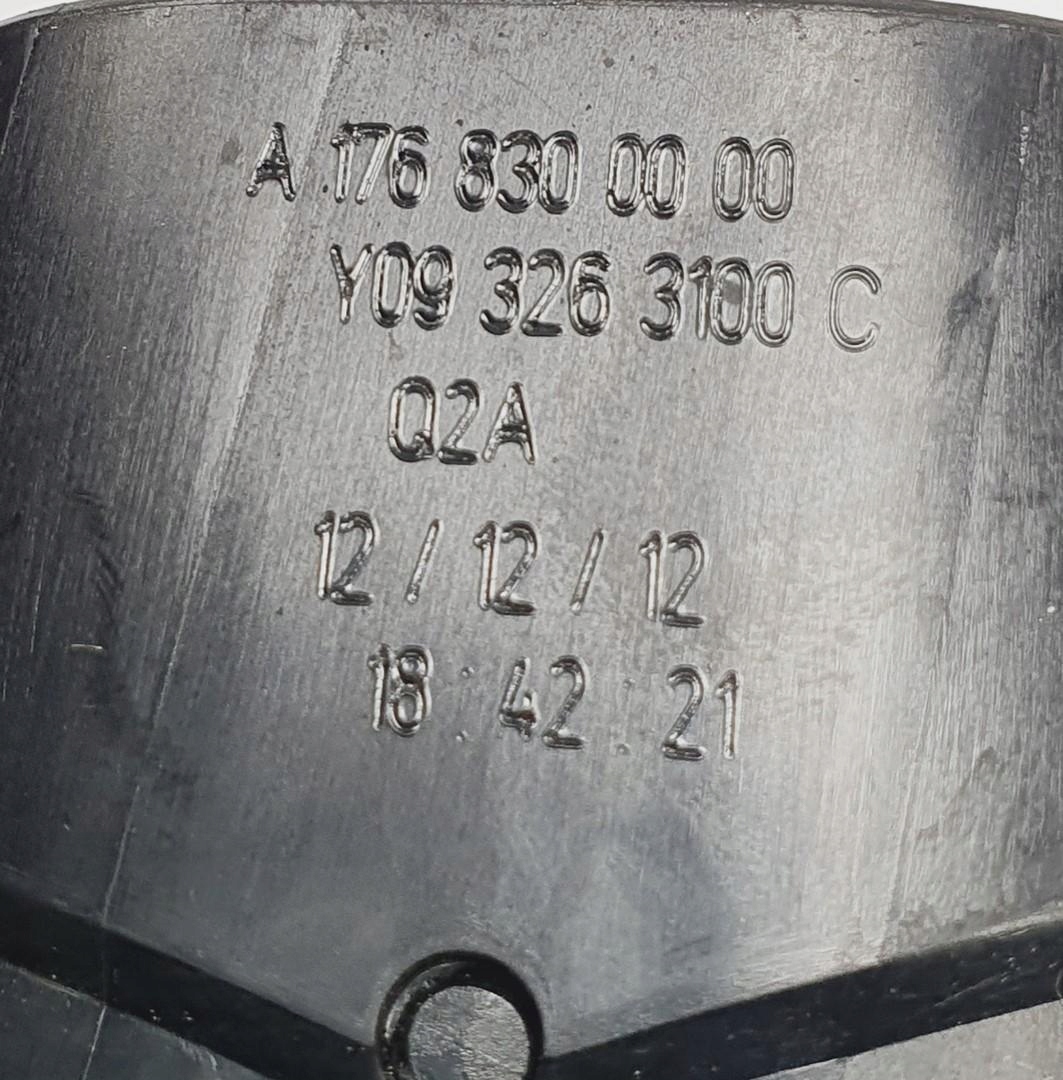 A 176 830 00 00
Y09 326 3100 C
Q2A
12 / 12 / 12
18 : 42 : 21